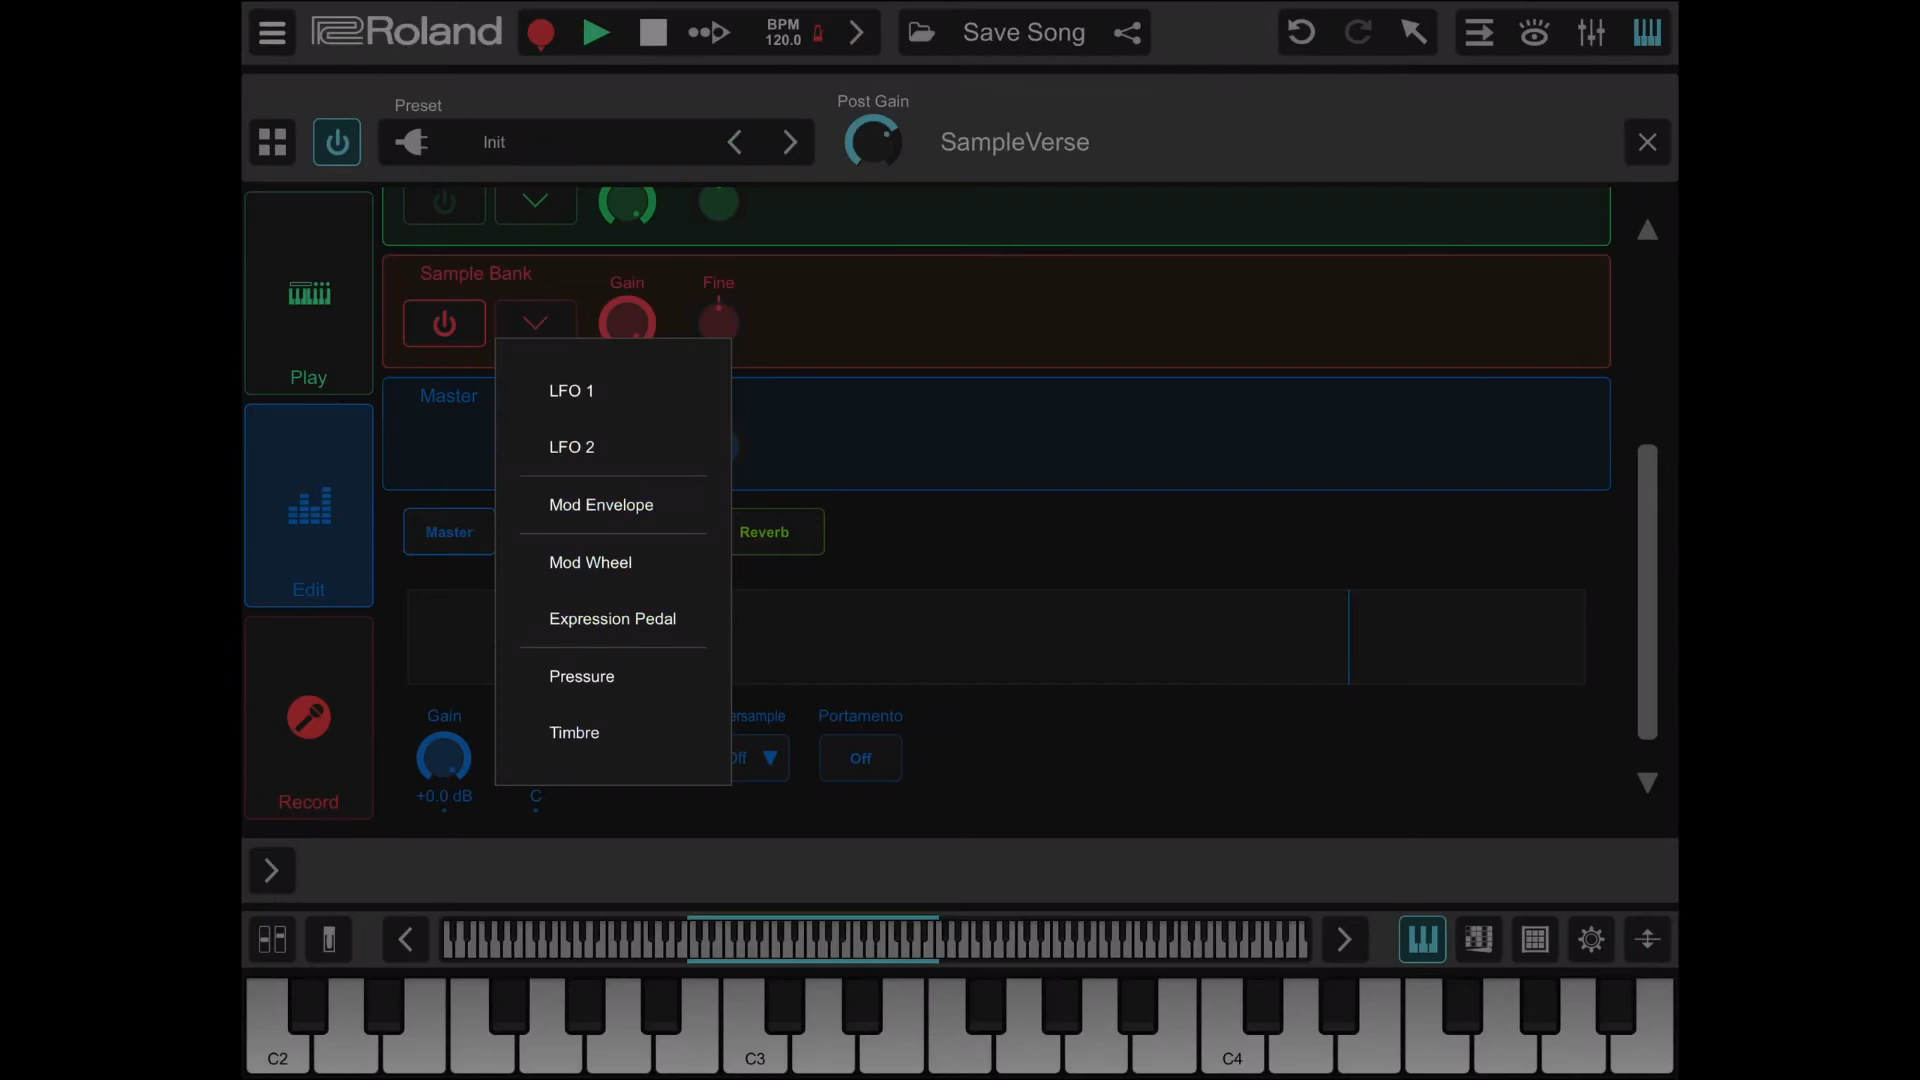 Roland
BPM
120.0
Save Song
Preset
Init
Post Gain
SampleVerse
Play
Edit
Record
Sample Bank
Gain
Fine
Master
LFO 1
LFO 2
Mod Envelope
Mod Wheel
Expression Pedal
Pressure
Timbre
Master
Reverb
Gain
ersample
Portamento
Off
Off
+0.0 dB
C
C2
C3
C4